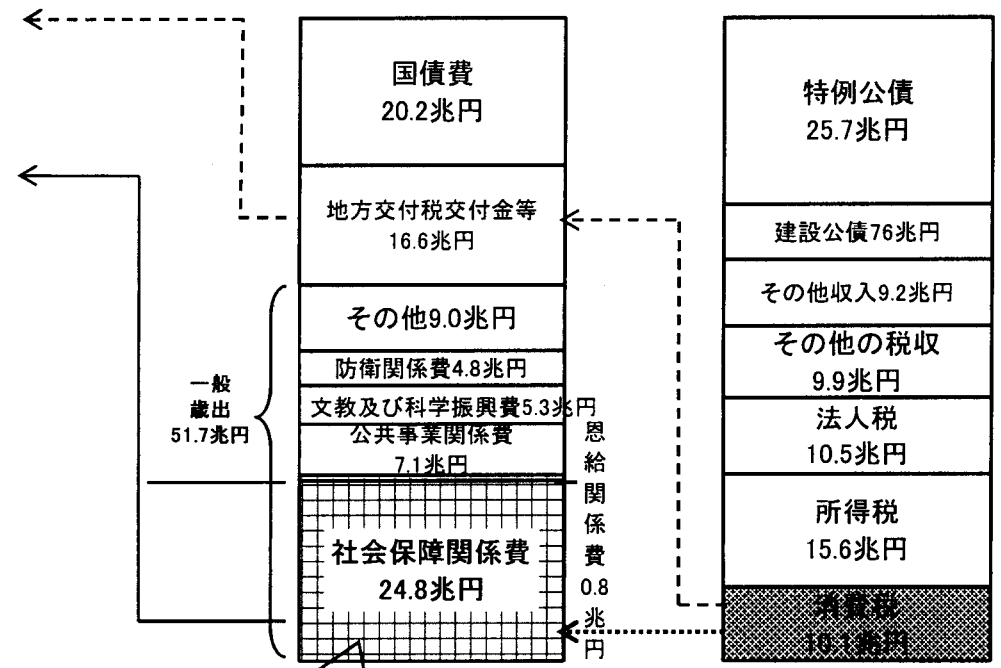 国債費
20.2兆円
地方交付税交付金等
16.6兆円
その他9.0兆円
防衛関係費4.8兆円
文教及び科学振興費5.3兆円
公共事業関係費
7.1兆円
社会保障関係費
24.8兆円
一般
歳出
51.7兆円
恩給関係費0.8兆円
特例公債
25.7兆円
建設公債76兆円
その他収入9.2兆円
その他の税収
9.9兆円
法人税
10.5兆円
所得税
15.6兆円
消費税
10.1兆円